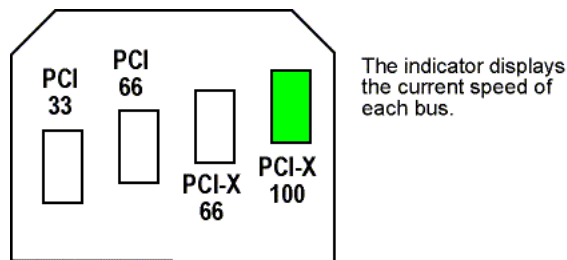 PCI
33
PCI
66
PCI-X
66
PCI-X
100
The indicator displays
the current speed of
each bus.